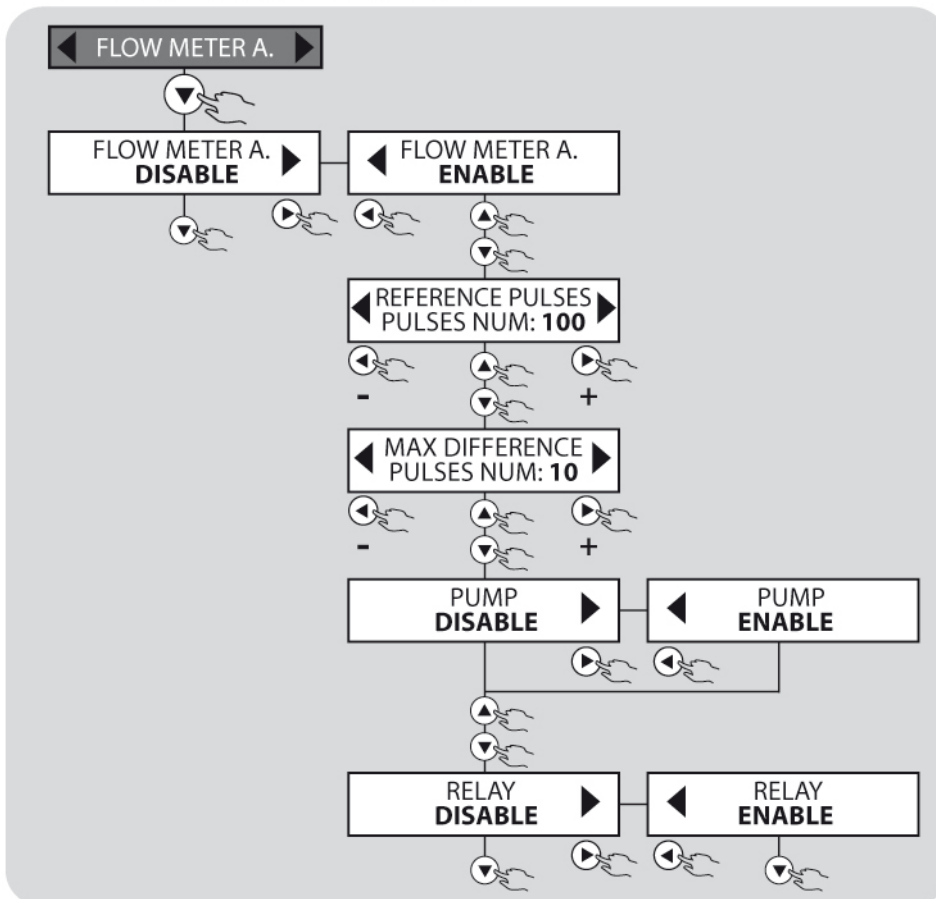 FLOW METER A.
FLOW METER A.
DISABLE
FLOW METER A.
ENABLE
REFERENCE PULSES
PULSES NUM: 100
-
+
MAX DIFFERENCE
PULSES NUM: 10
-
+
PUMP
DISABLE
PUMP
ENABLE
RELAY
DISABLE
RELAY
ENABLE